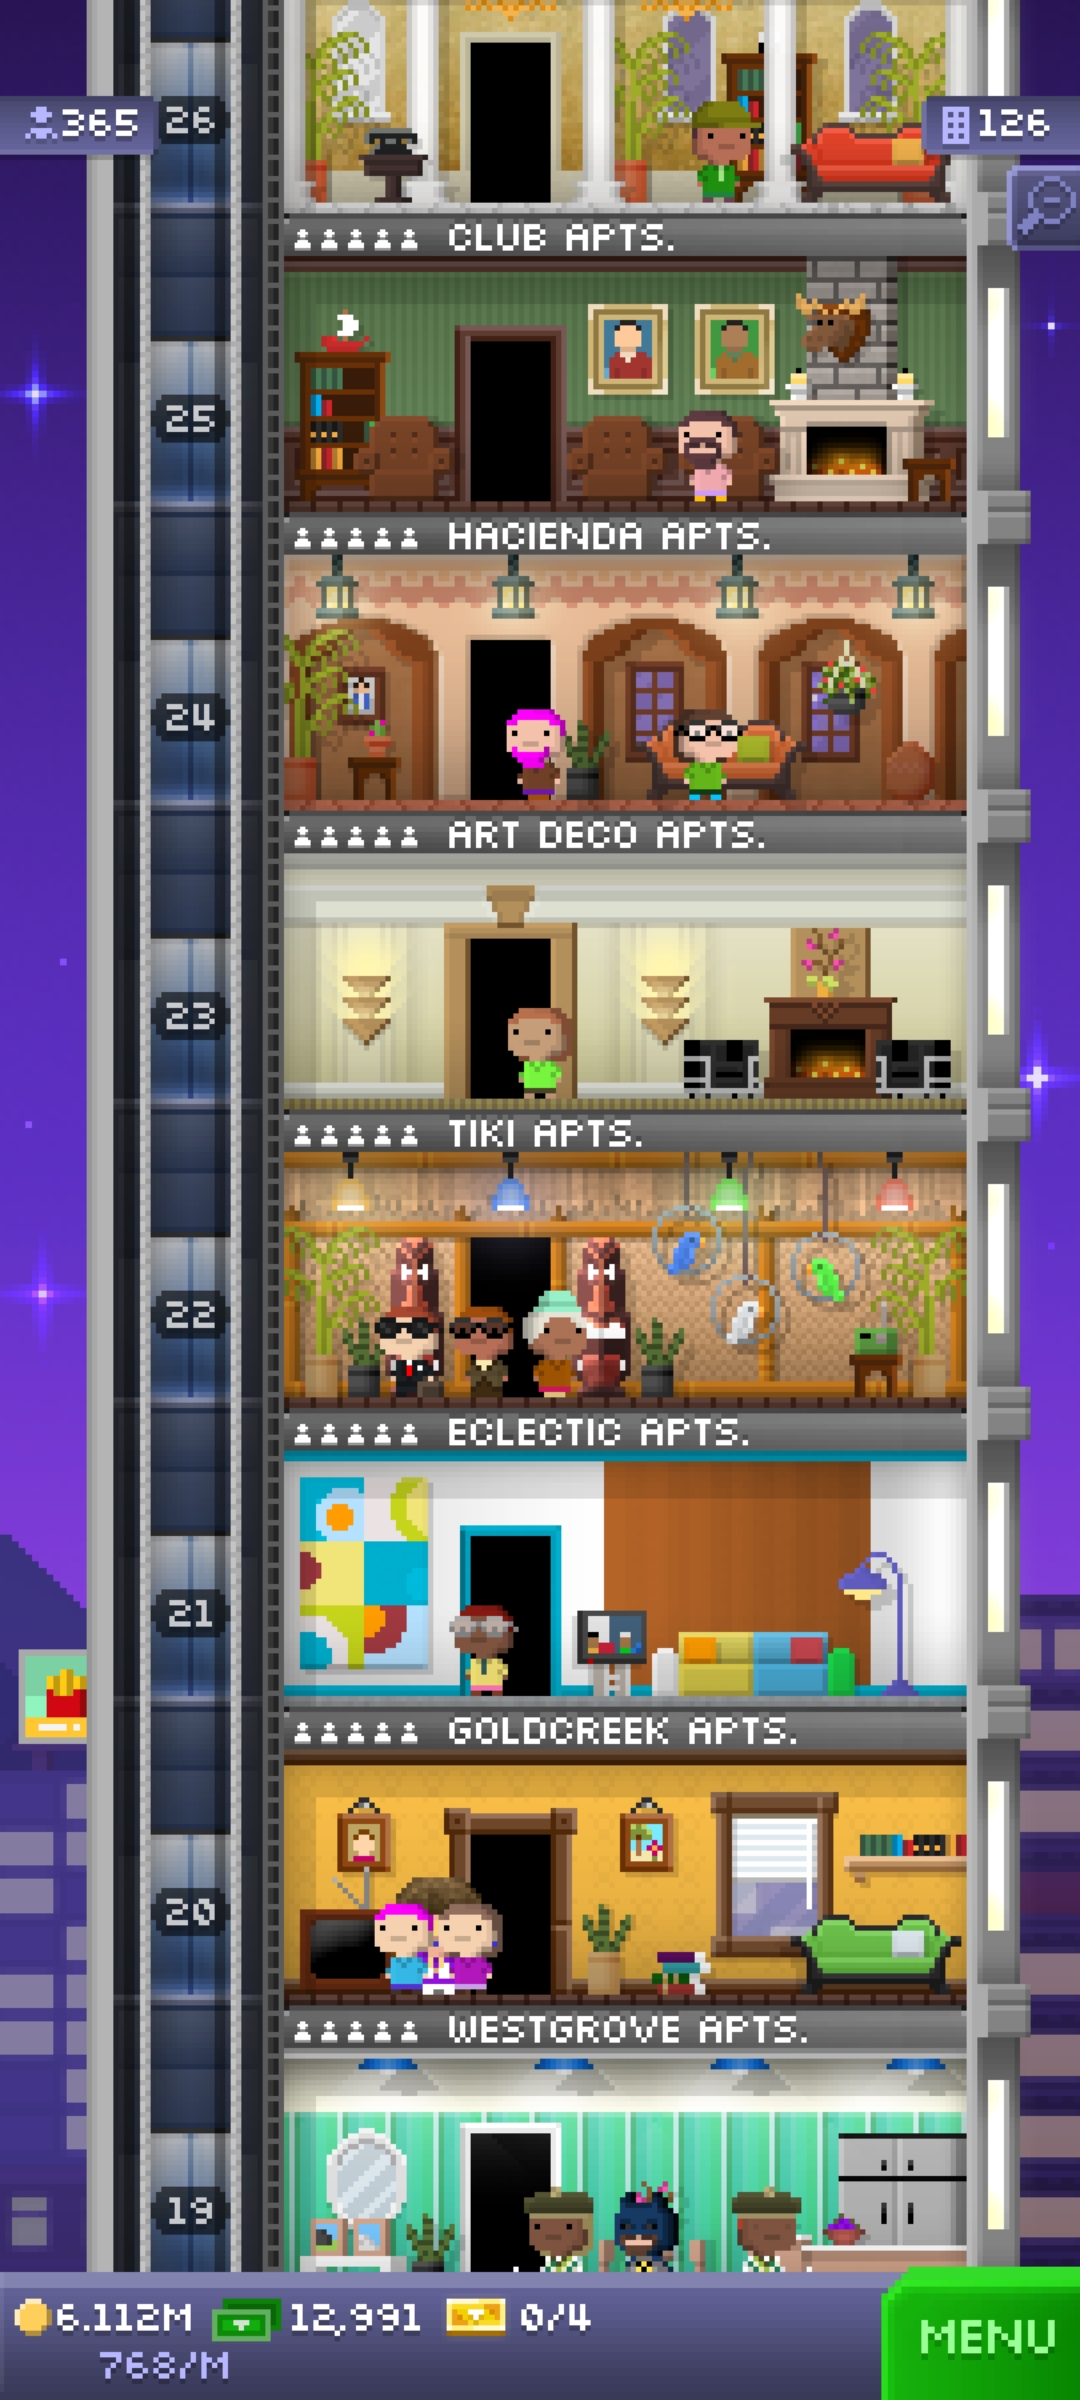 365
26
126
CLUB APTS.
25
HACIENDA APTS.
24
ART DECO APTS.
23
TIKI APTS.
22
ECLECTIC APTS.
21
GOLDCREEK APTS.
20
WESTGROVE APTS.
19
6.112M 12,991 0/4
768/M
MENU